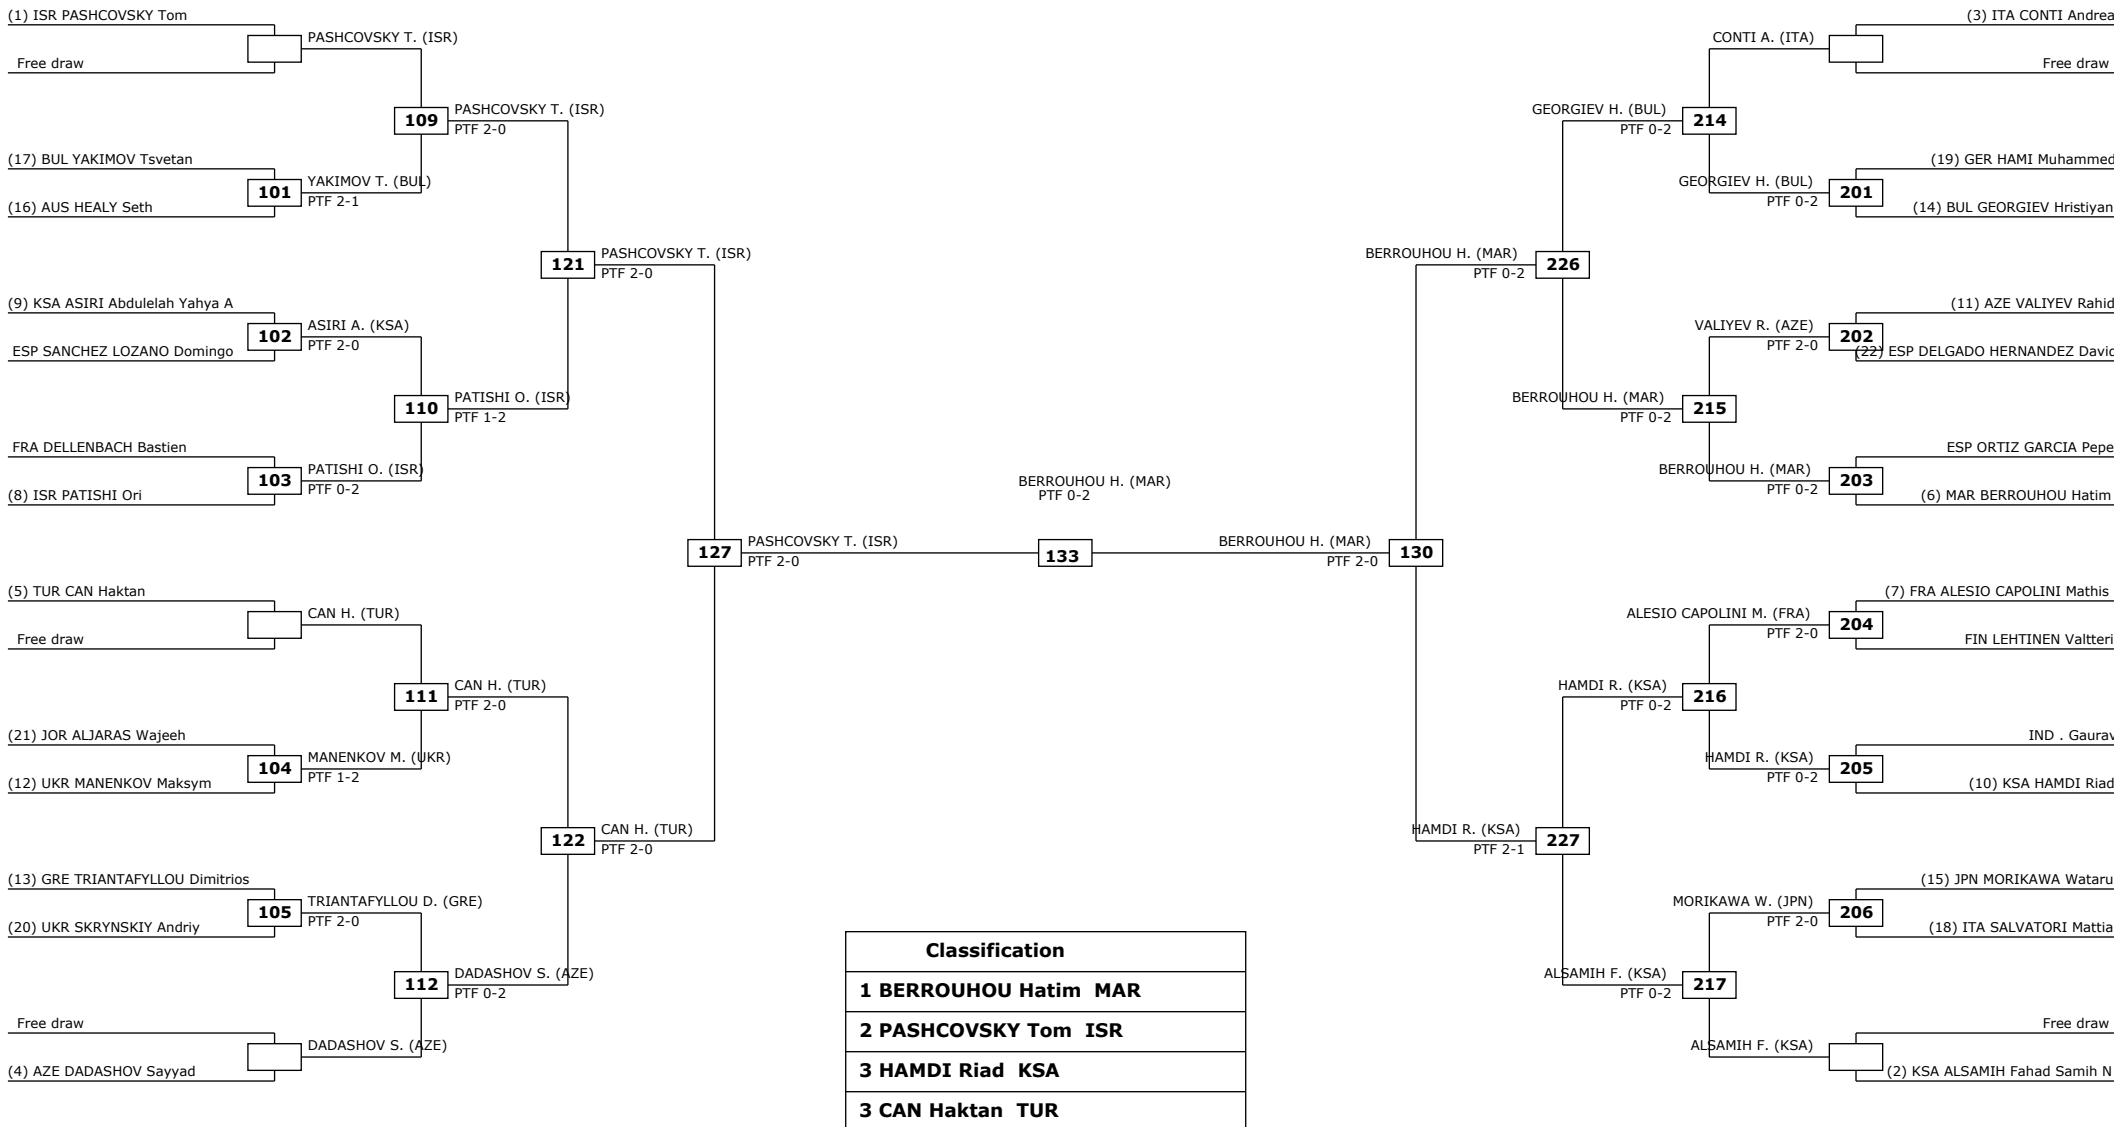 (1) ISR PASHCOVSKY Tom
PASHCOVSKY T. (ISR)
Free draw
109
PASHCOVSKY T. (ISR)
PTF 2-0
(17) BUL YAKIMOV Tsvetan
101
YAKIMOV T. (BUL)
PTF 2-1
(16) AUS HEALY Seth
121
PASHCOVSKY T. (ISR)
PTF 2-0
(9) KSA ASIRI Abdulelah Yahya A
102
ASIRI A. (KSA)
PTF 2-0
ESP SANCHEZ LOZANO Domingo
110
PATISHI O. (ISR)
PTF 1-2
FRA DELLENBACH Bastien
103
PATISHI O. (ISR)
PTF 0-2
(8) ISR PATISHI Ori
127
PASHCOVSKY T. (ISR)
PTF 2-0
(5) TUR CAN Haktan
CAN H. (TUR)
Free draw
111
CAN H. (TUR)
PTF 2-0
(21) JOR ALJARAS Wajeeh
104
MANENKOV M. (UKR)
PTF 1-2
(12) UKR MANENKOV Maksym
122
CAN H. (TUR)
PTF 2-0
(13) GRE TRIANTAFYLLOU Dimitrios
105
TRIANTAFYLLOU D. (GRE)
PTF 2-0
(20) UKR SKRYNSKIY Andriy
112
DADASHOV S. (AZE)
PTF 0-2
Free draw
DADASHOV S. (AZE)
(4) AZE DADASHOV Sayyad
BERROUHOU H. (MAR)
PTF 0-2
133
(3) ITA CONTI Andrea
CONTI A. (ITA)
Free draw
GEORGIEV H. (BUL)
PTF 0-2
214
(19) GER HAMI Muhammed
GEORGIEV H. (BUL)
PTF 0-2
201
(14) BUL GEORGIEV Hristiyan
BERROUHOU H. (MAR)
PTF 0-2
226
(11) AZE VALIYEV Rahid
VALIYEV R. (AZE)
PTF 2-0
202
(22) ESP DELGADO HERNANDEZ David
BERROUHOU H. (MAR)
PTF 0-2
215
ESP ORTIZ GARCIA Pepe
BERROUHOU H. (MAR)
PTF 0-2
203
(6) MAR BERROUHOU Hatim
BERROUHOU H. (MAR)
PTF 2-0
130
(7) FRA ALESIO CAPOLINI Mathis
ALESIO CAPOLINI M. (FRA)
PTF 2-0
204
FIN LEHTINEN Valtteri
HAMDI R. (KSA)
PTF 0-2
216
IND . Gaurav
HAMDI R. (KSA)
PTF 0-2
205
(10) KSA HAMDI Riad
HAMDI R. (KSA)
PTF 2-1
227
(15) JPN MORIKAWA Wataru
MORIKAWA W. (JPN)
PTF 2-0
206
(18) ITA SALVATORI Mattia
ALSAMIH F. (KSA)
PTF 0-2
217
Free draw
ALSAMIH F. (KSA)
(2) KSA ALSAMIH Fahad Samih N
Classification
1 BERROUHOU Hatim MAR
2 PASHCOVSKY Tom ISR
3 HAMDI Riad KSA
3 CAN Haktan TUR